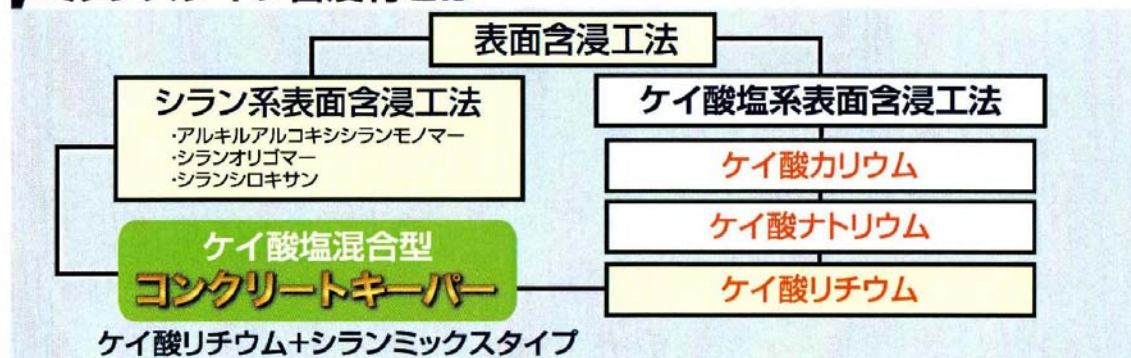 表面含浸工法
シラン系表面含浸工法
・アルキルアルコキシシランモノマー
・シランオリゴマー
・シランシロキサン
ケイ酸塩系表面含浸工法
ケイ酸カリウム
ケイ酸ナトリウム
ケイ酸リチウム
ケイ酸塩混合型
コンクリートキーパー
ケイ酸リチウム+シランミックスタイプ